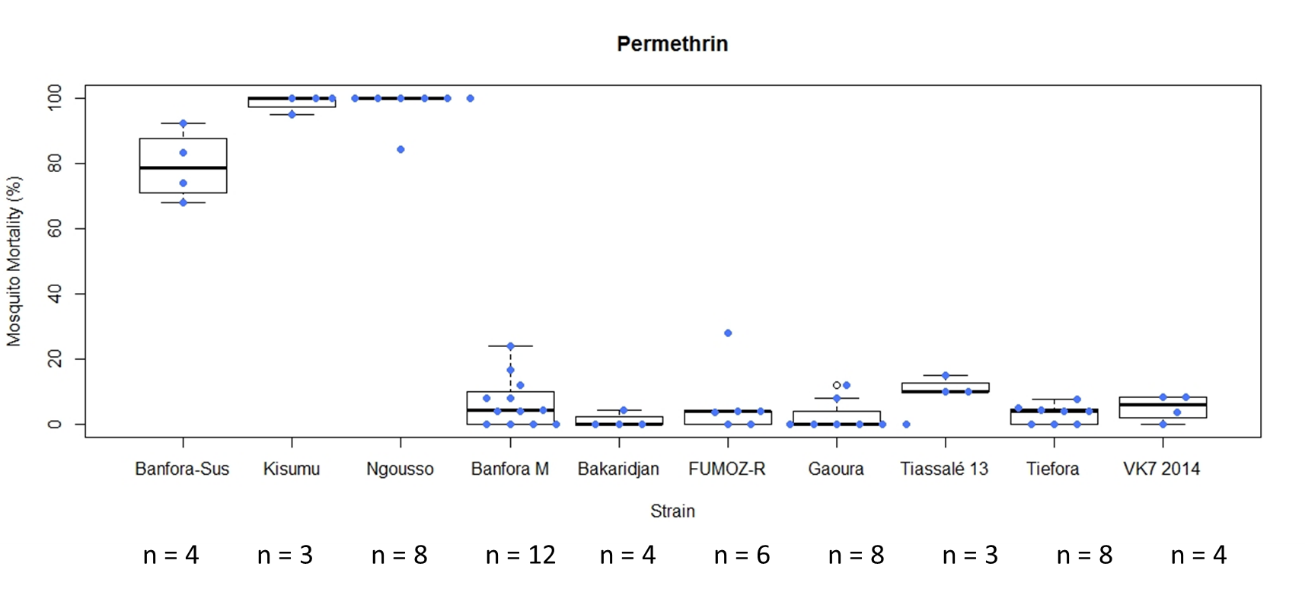 Permethrin
Mosquito Mortality (%)
100
80
60
40
20
0
Banfora-Sus Kisumu Ngousso Banfora M Bakaridjan FUMOZ-R Gaoura Tiassalé 13 Tiefora VK7 2014
Strain
n = 4 n = 3 n = 8 n = 12 n = 4 n = 6 n = 8 n = 3 n = 8 n = 4